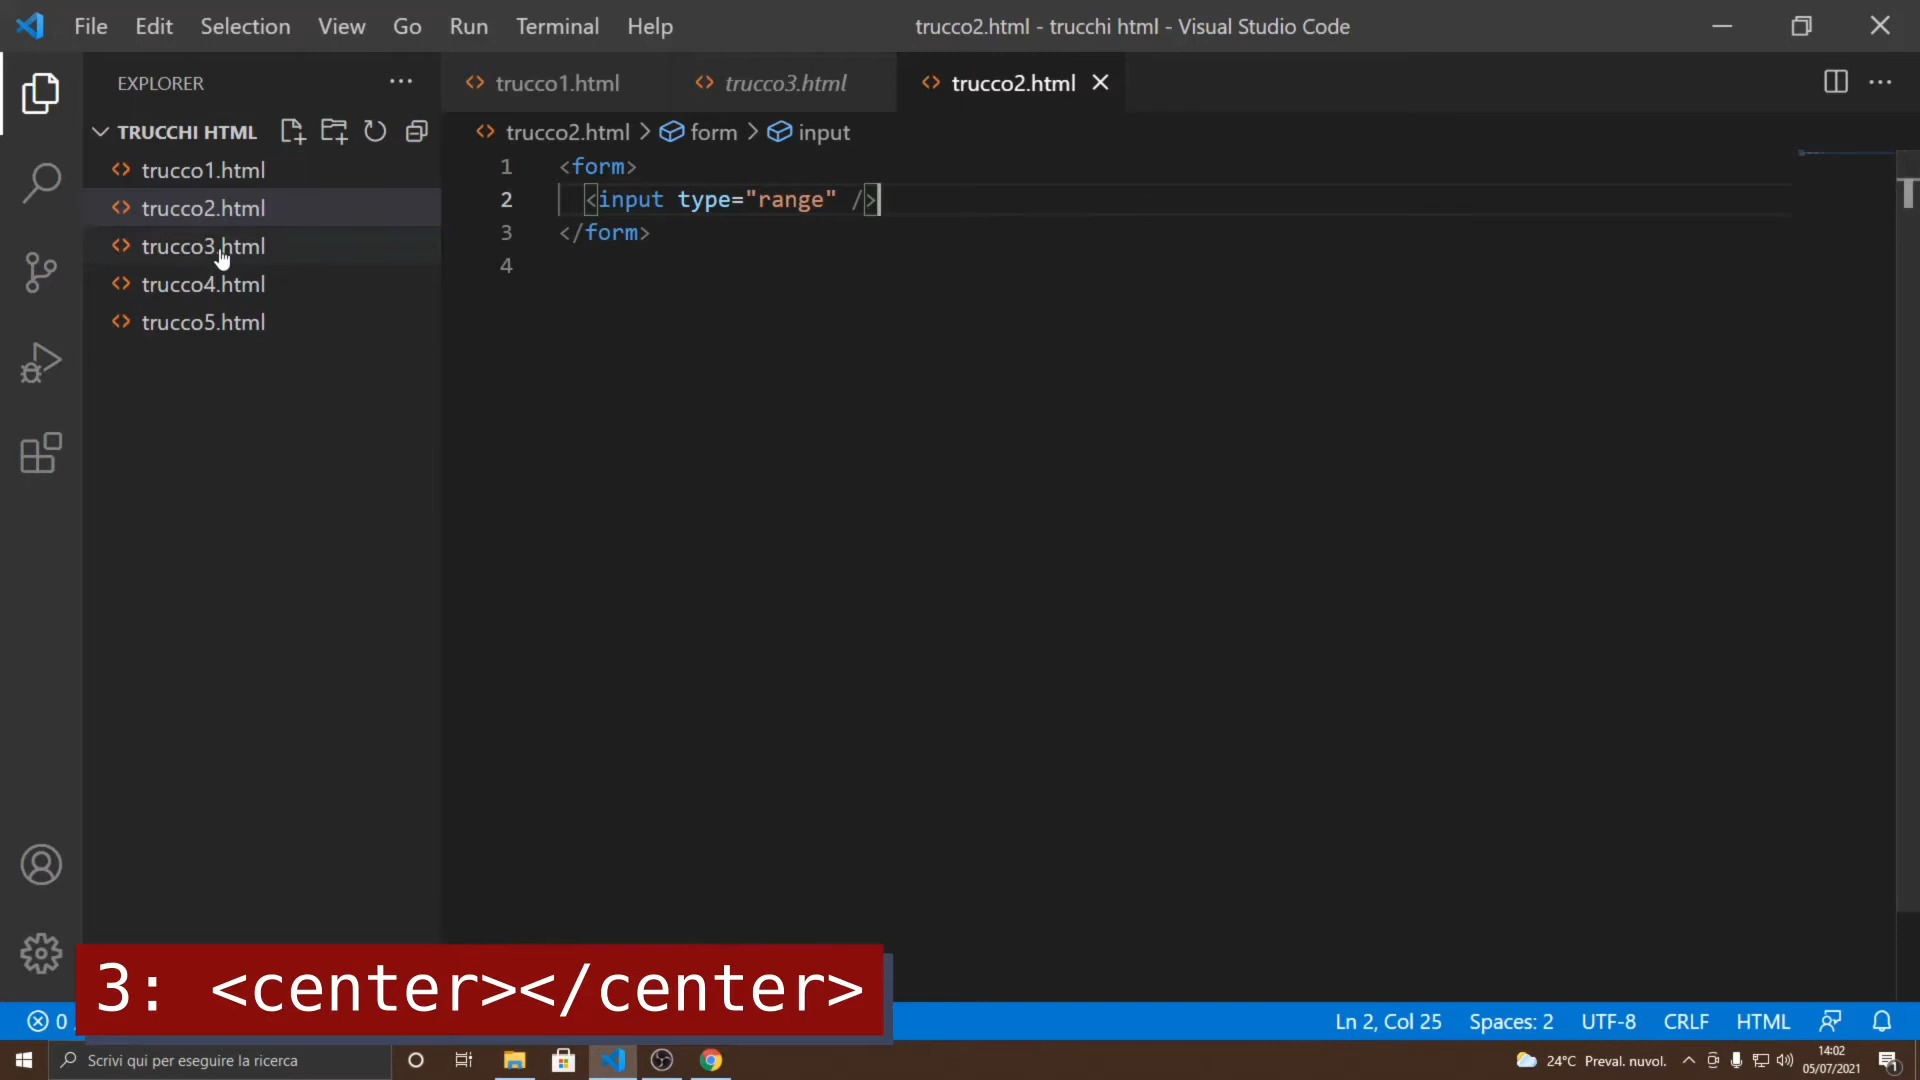 File Edit Selection View Go Run Terminal Help
trucco2.html - trucchi html - Visual Studio Code
EXPLORER
trucco1.html trucco3.html trucco2.html
TRUCCHI HTML
trucco2.html form input
trucco1.html
trucco2.html
trucco3.html
trucco4.html
trucco5.html
1 <form>
2 <input type="range" />
3 </form>
4
3: <center></center>
0
Ln 2, Col 25 Spaces: 2 UTF-8 CRLF HTML
Scrivi qui per eseguire la ricerca
24°C Preval. nuvol.
14:02
05/07/2021
1